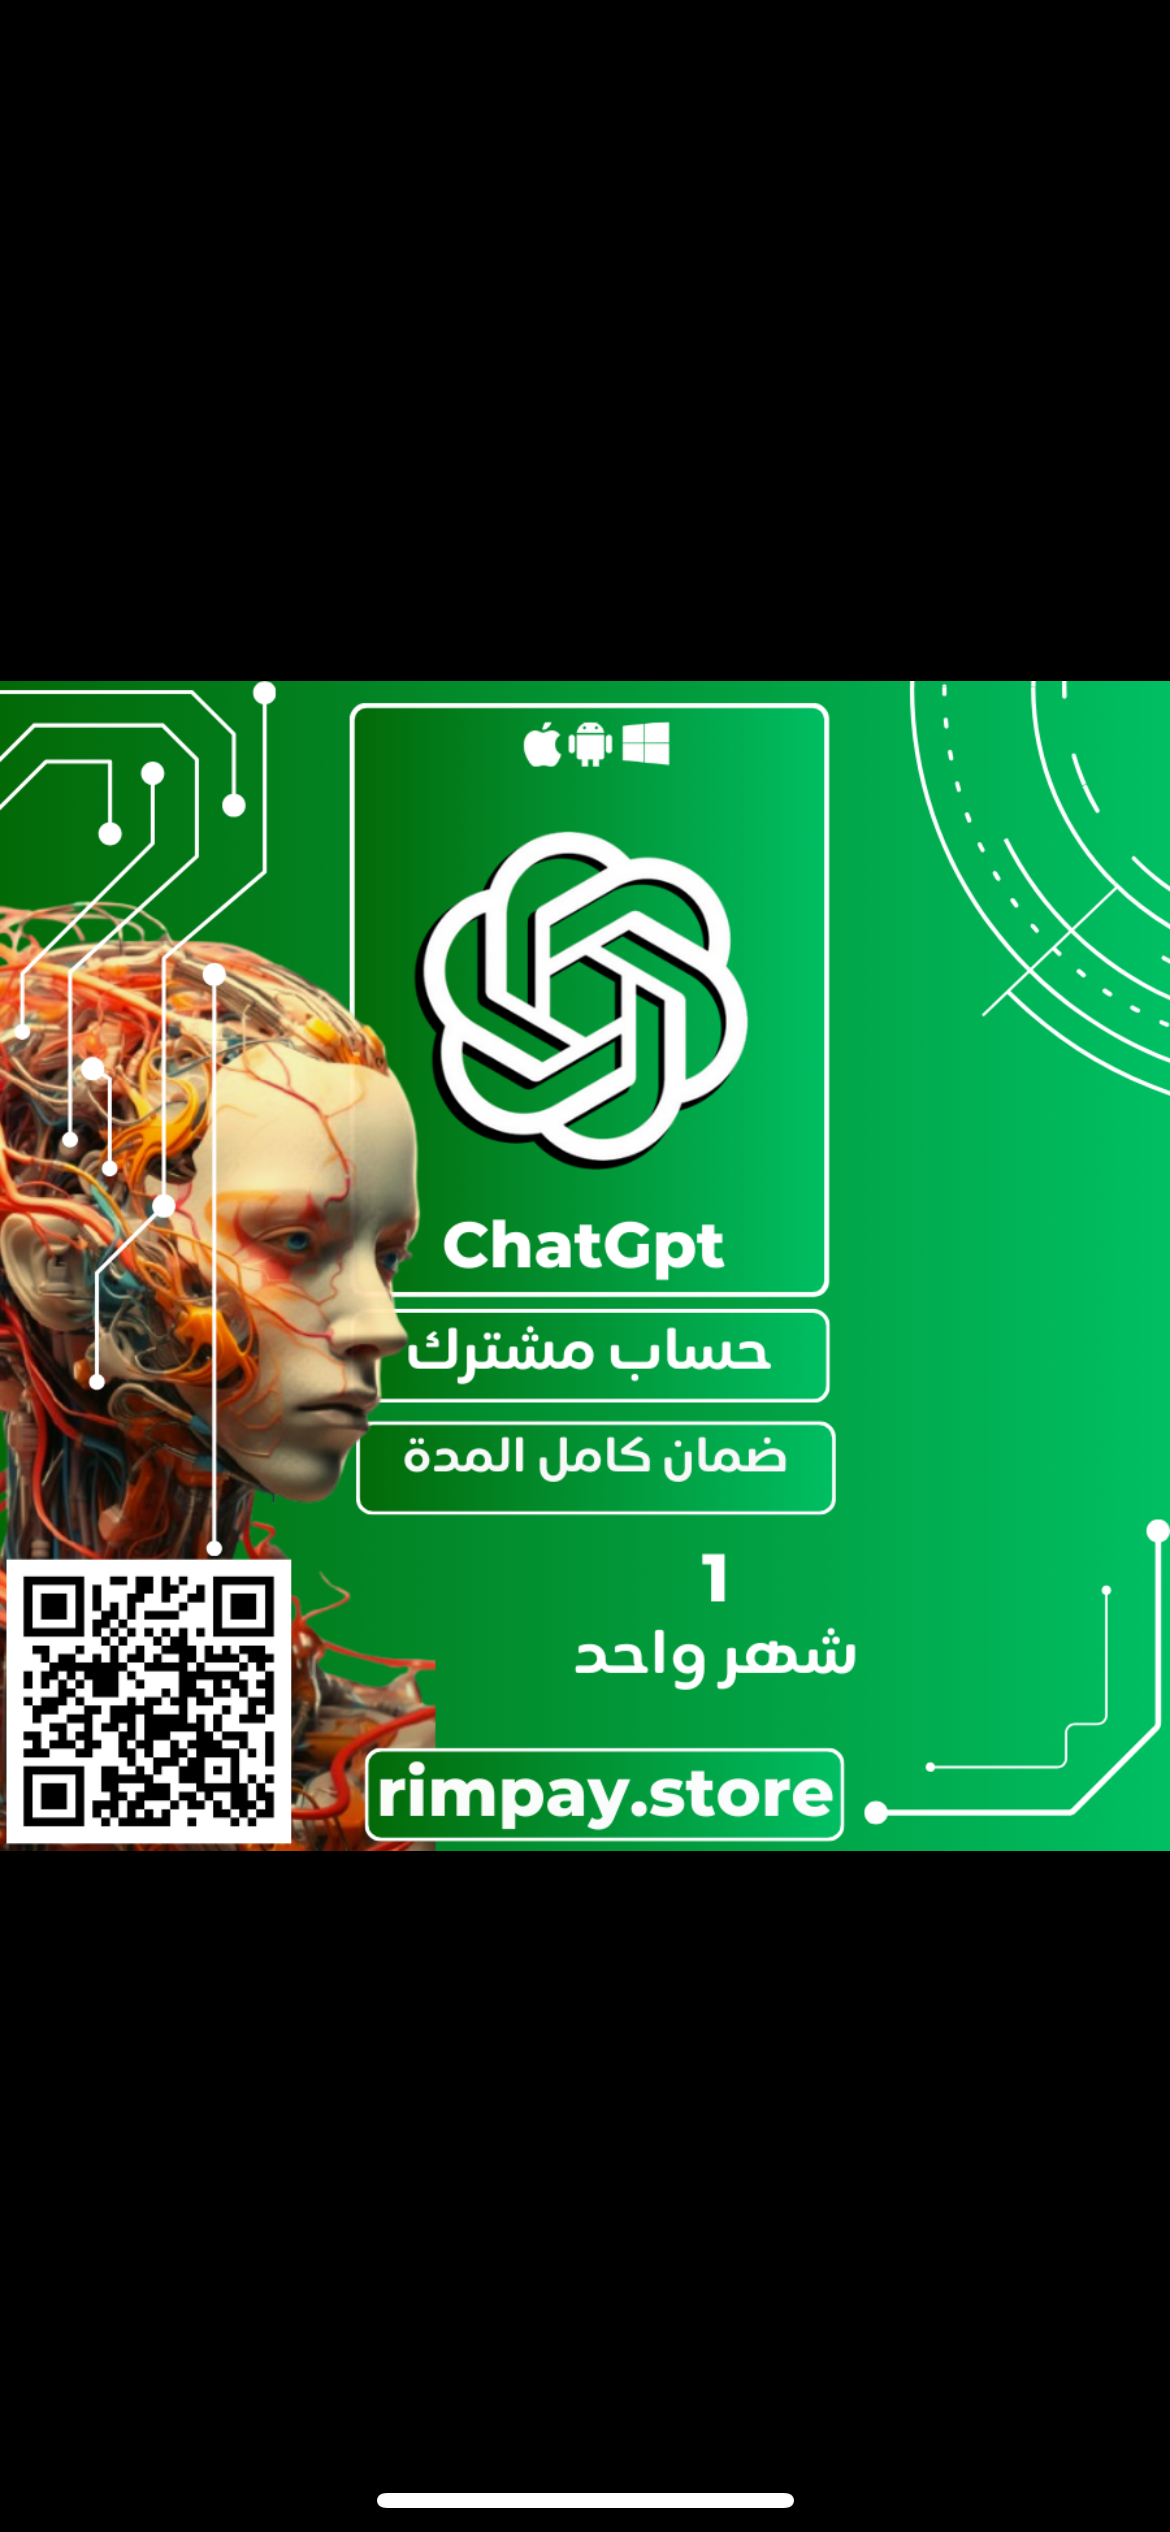 ChatGpt
حساب مشترك
ضمان كامل المدة
1
شهر واحد
rimpay.store